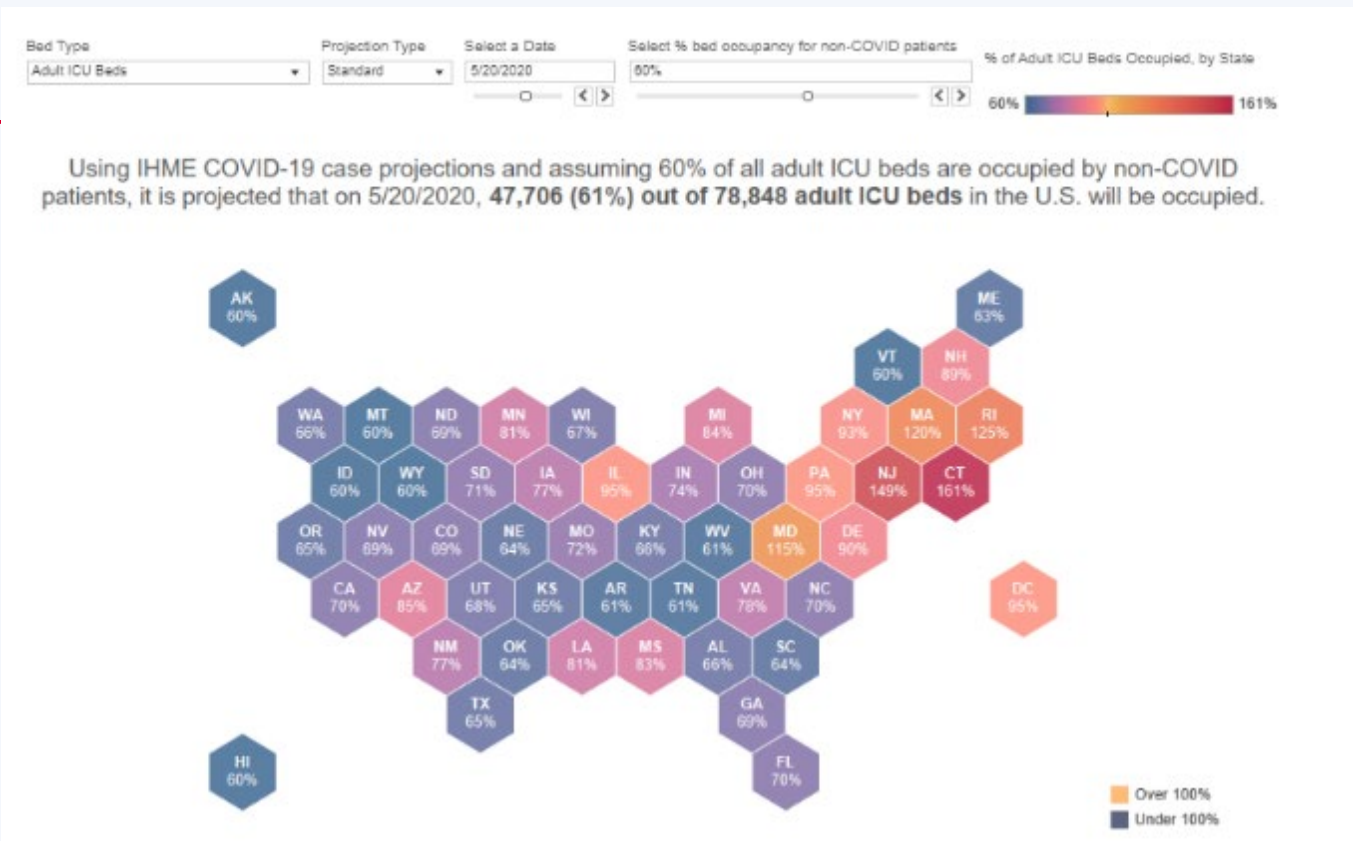 Bed Type
Projection Type
Select a Date
Select % bed occupancy for non-COVID patients
% of Adult ICU Beds Occupied, by State
Adult ICU Beds
Standard
5/20/2020
60%
60%
161%
Using IHME COVID-19 case projections and assuming 60% of all adult ICU beds are occupied by non-COVID
patients, it is projected that on 5/20/2020, 47,706 (61%) out of 78,848 adult ICU beds in the U.S. will be occupied.
AK
60%
ME
63%
VT
60%
NH
89%
WA
66%
MT
60%
ND
69%
MN
81%
WI
67%
MI
84%
NY
93%
MA
120%
RI
125%
ID
60%
WY
60%
SD
71%
IA
77%
IL
95%
IN
74%
OH
70%
PA
95%
NJ
149%
CT
161%
OR
65%
NV
69%
CO
69%
NE
64%
MO
72%
KY
66%
WV
61%
MD
115%
DE
90%
CA
70%
AZ
85%
UT
68%
KS
65%
AR
61%
TN
61%
VA
78%
NC
70%
DC
95%
NM
77%
OK
64%
LA
81%
MS
83%
AL
66%
SC
64%
TX
65%
GA
69%
HI
60%
FL
70%
Over 100%
Under 100%